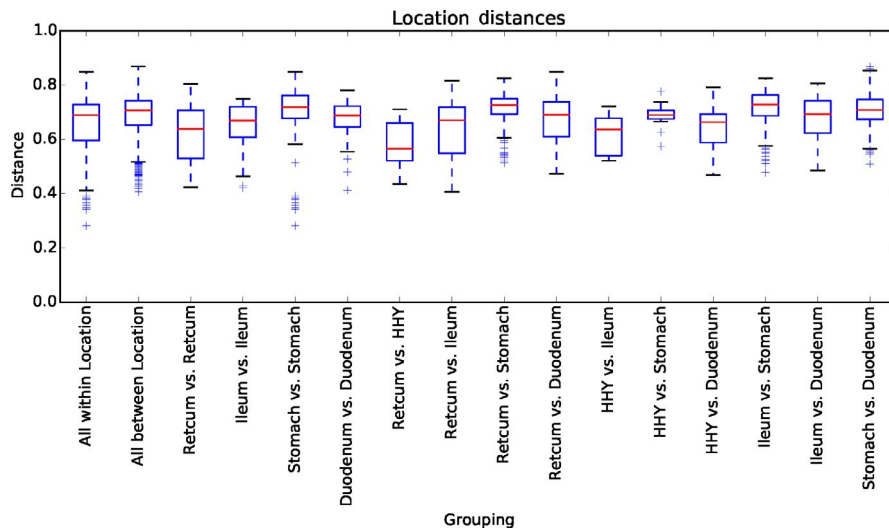 Location distances
1.0
0.8
0.6
0.4
0.2
0.0
Distance
All within Location
All between Location
Retcum vs. Retcum
Ileum vs. Ileum
Stomach vs. Stomach
Duodenum vs. Duodenum
Retcum vs. HHY
Retcum vs. Ileum
Retcum vs. Stomach
Retcum vs. Duodenum
HHY vs. Ileum
HHY vs. Stomach
HHY vs. Duodenum
Ileum vs. Stomach
Ileum vs. Duodenum
Stomach vs. Duodenum
Grouping